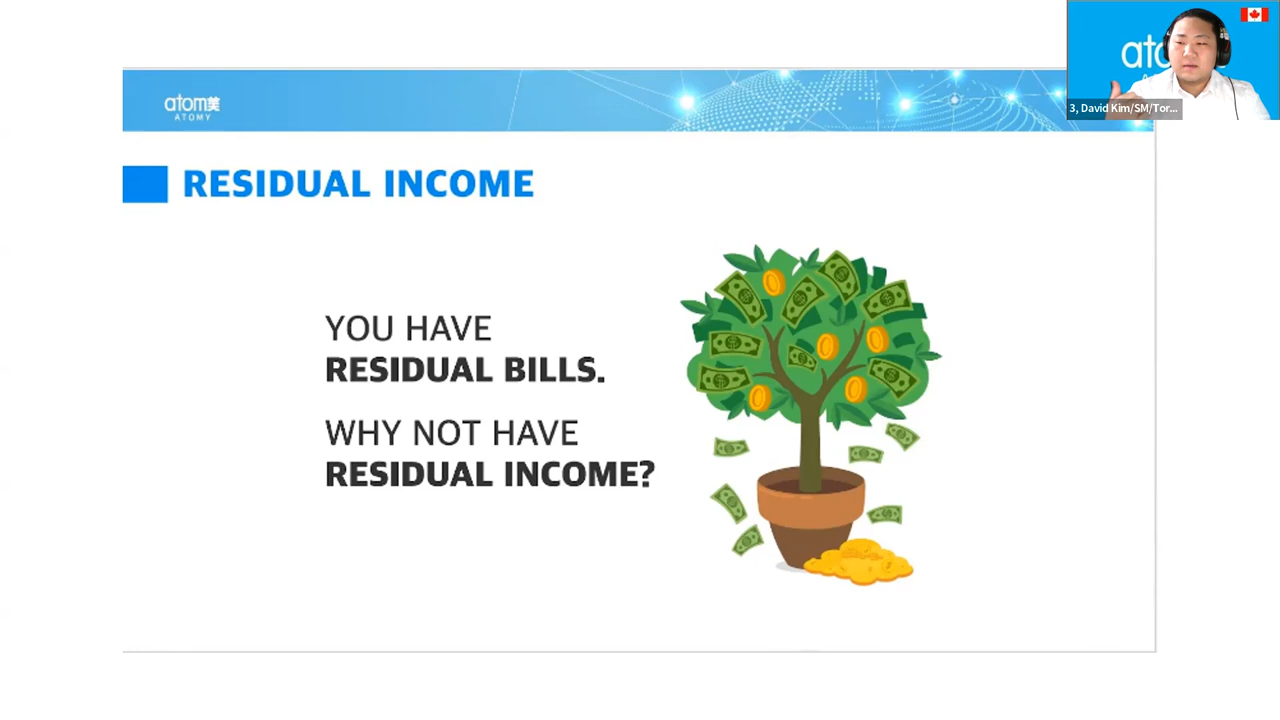 atom美
ATOMY
RESIDUAL INCOME
YOU HAVE
RESIDUAL BILLS.
WHY NOT HAVE
RESIDUAL INCOME?
3, David Kim/SM/Tor...